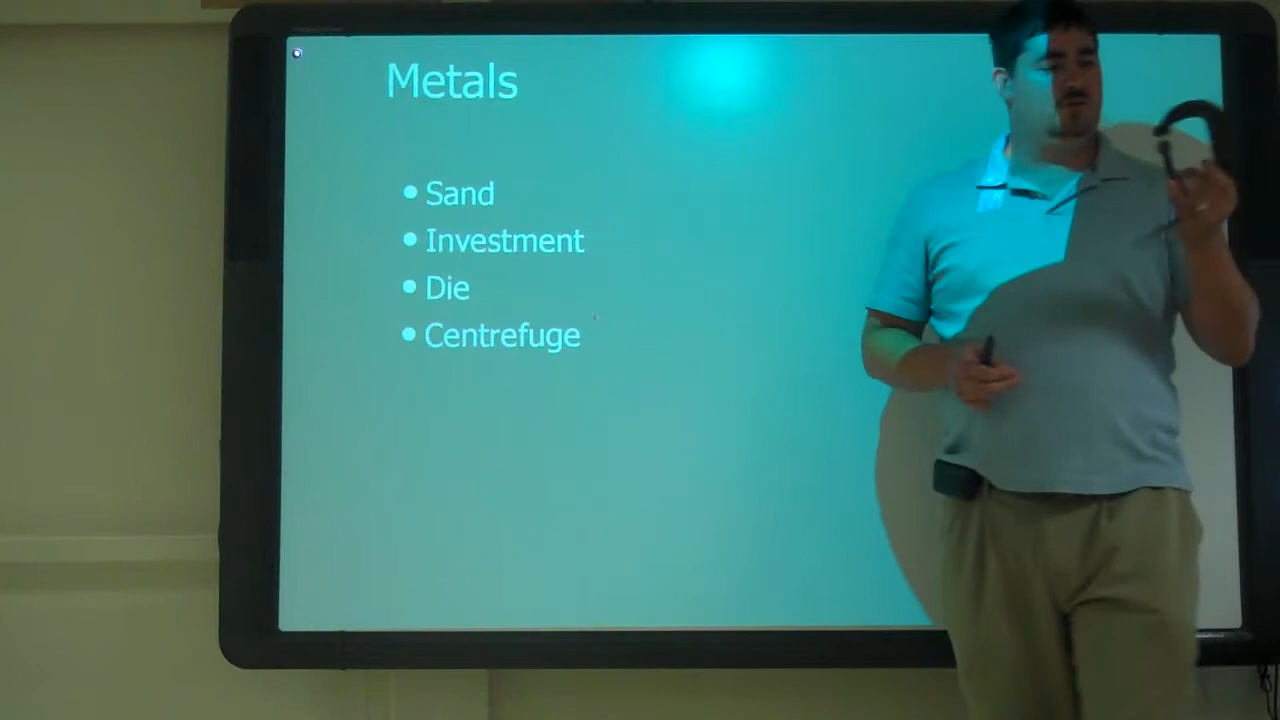 Metals
• Sand
• Investment
• Die
• Centrefuge